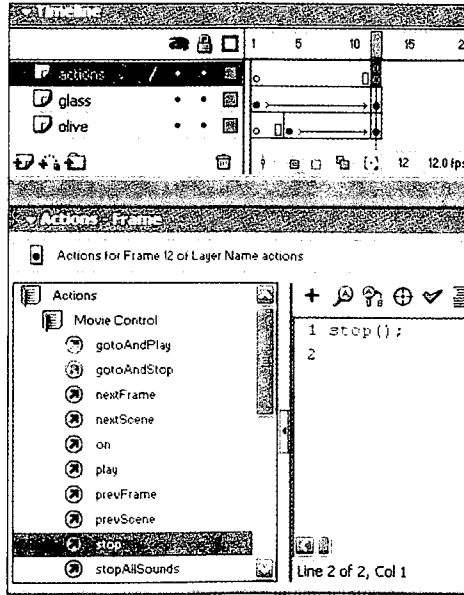 Timeline
1 5 10 15 2
actions
glass
olive
12 12.0 fps
Actions - Frame
Actions for Frame 12 of Layer Name actions
Actions
Movie Control
gotoAndPlay
gotoAndStop
nextFrame
nextScene
on
play
prevFrame
prevScene
stop
stopAllSounds
1 stop();
2
Line 2 of 2, Col 1